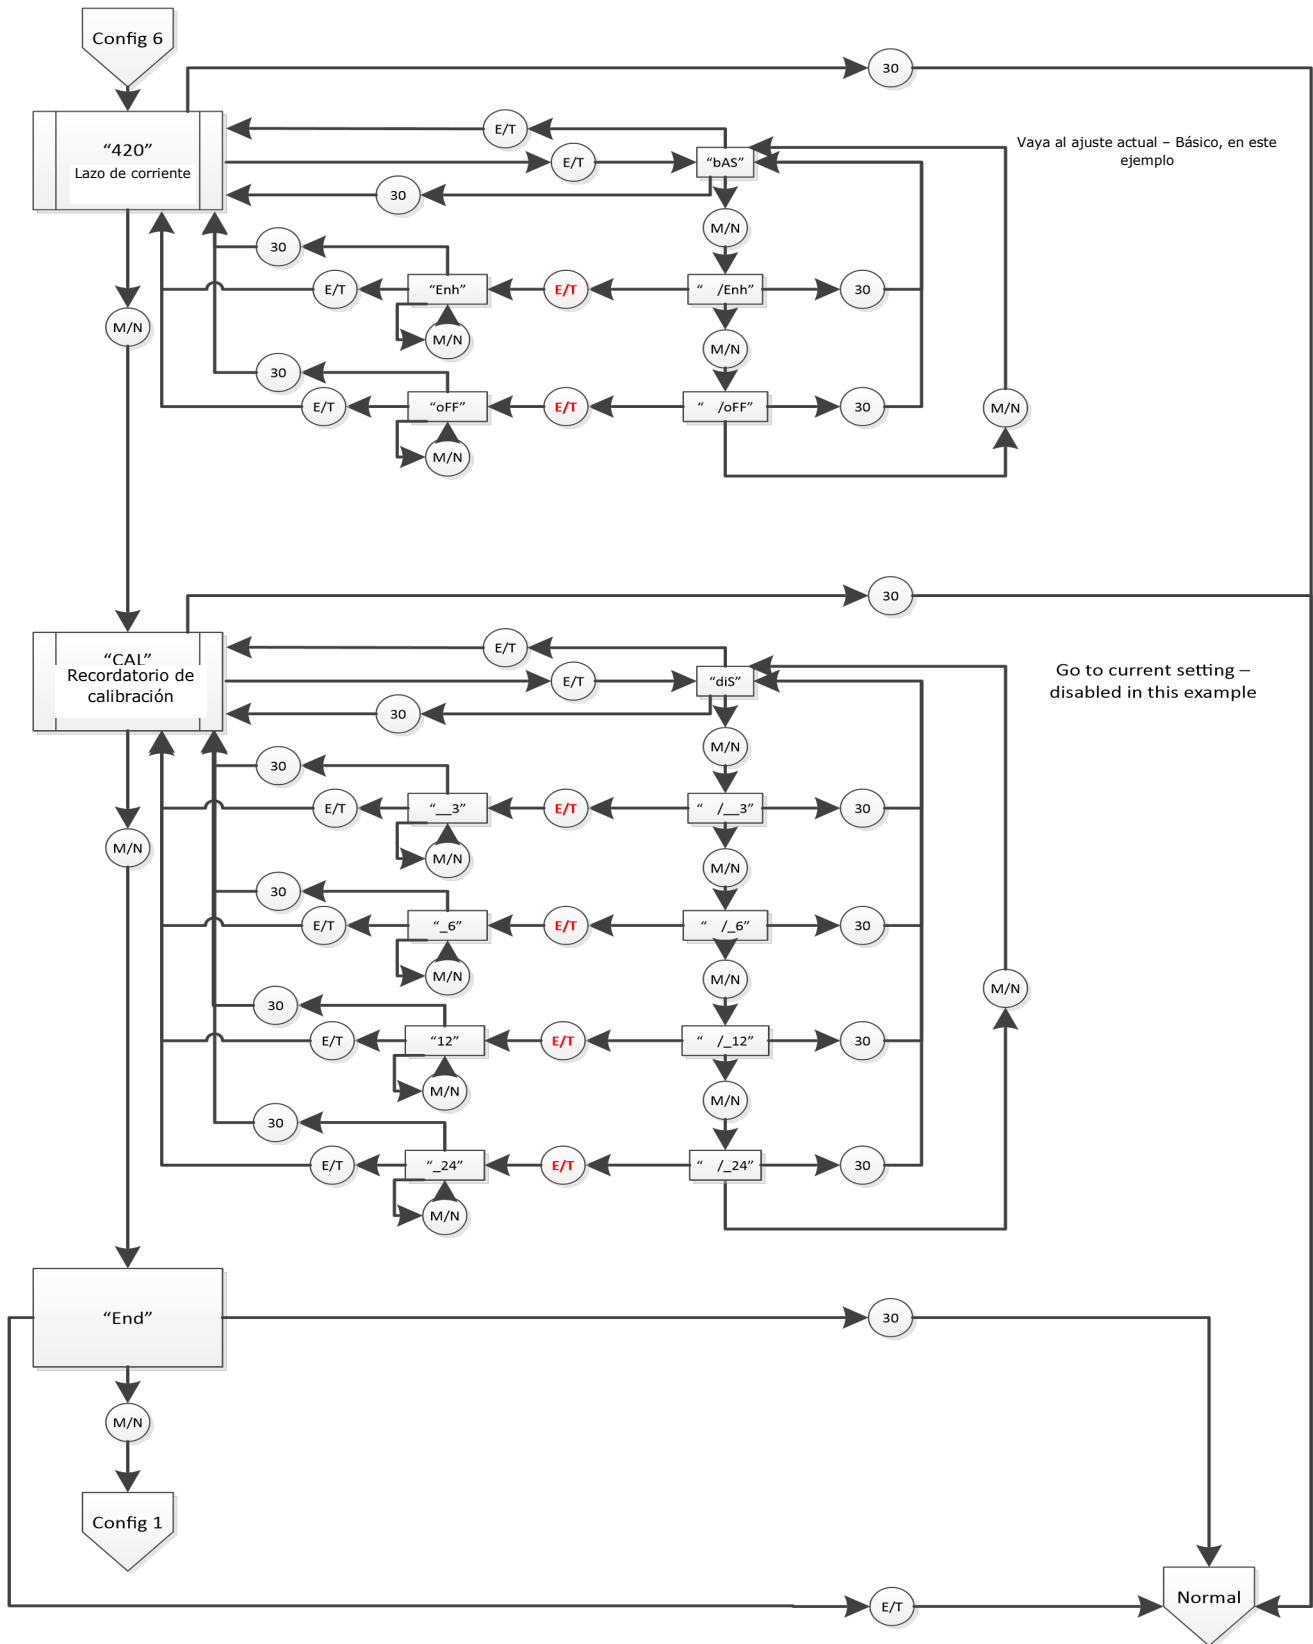 Config 6
30
“420”
Lazo de corriente
E/T
E/T
“bAS”
30
Vaya al ajuste actual – Básico, en este
ejemplo
M/N
30
E/T
“Enh”
E/T
“ /Enh”
30
M/N
M/N
M/N
30
E/T
“oFF”
E/T
“ /oFF”
30
M/N
M/N
30
“CAL”
Recordatorio de
calibración
E/T
E/T
“diS”
30
Go to current setting –
disabled in this example
M/N
30
E/T
“__3”
E/T
“ /__3”
30
M/N
M/N
M/N
30
E/T
“_6”
E/T
“ /_6”
30
M/N
M/N
M/N
30
E/T
“12”
E/T
“ /_12”
30
M/N
M/N
30
E/T
“_24”
E/T
“ /_24”
30
M/N
“End”
30
M/N
Config 1
E/T
Normal